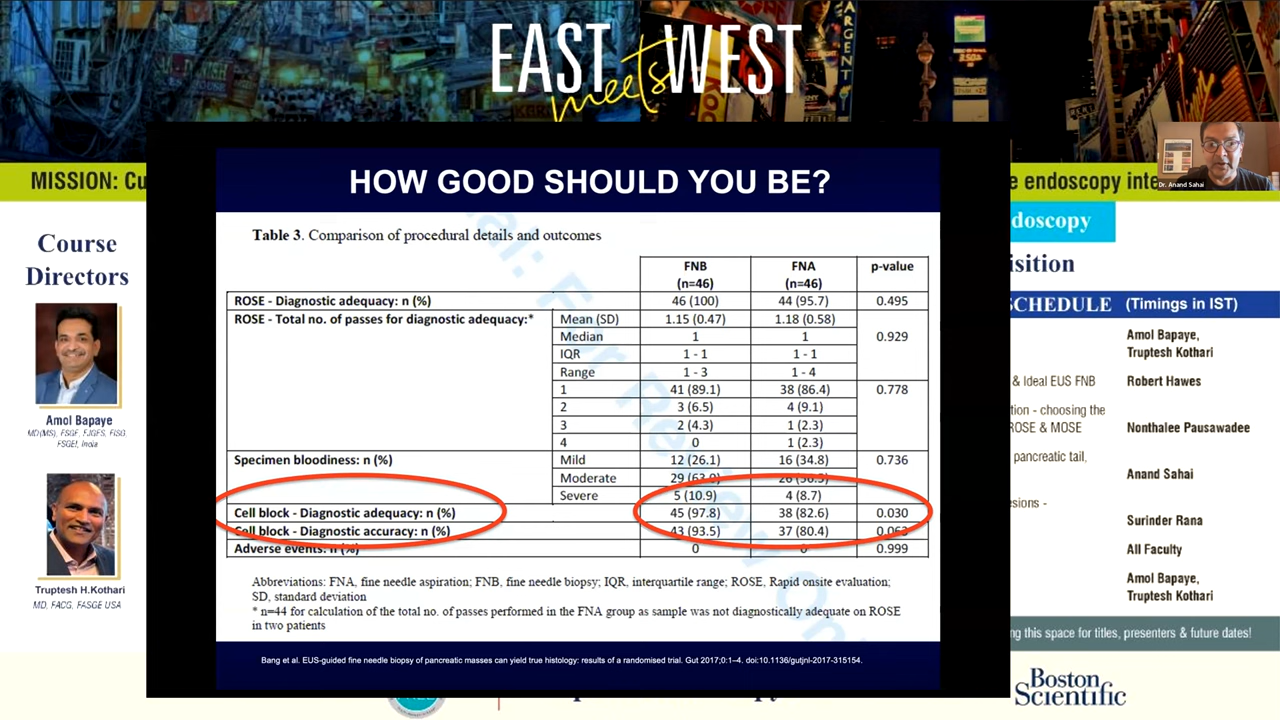 EAST meets WEST
MISSION: Cu
e endoscopy inte
Dr. Anand Sahai
HOW GOOD SHOULD YOU BE?
Table 3. Comparison of procedural details and outcomes
FNB (n=46) FNA (n=46) p-value
ROSE - Diagnostic adequacy: n (%) 46 (100) 44 (95.7) 0.495
ROSE - Total no. of passes for diagnostic adequacy:* Mean (SD) 1.15 (0.47) 1.18 (0.58) 0.929
Median 1 1
IQR 1 - 1 1 - 1
Range 1 - 3 1 - 4
1 41 (89.1) 38 (86.4) 0.778
2 3 (6.5) 4 (9.1)
3 2 (4.3) 1 (2.3)
4 0 1 (2.3)
Specimen bloodiness: n (%) Mild 12 (26.1) 16 (34.8) 0.736
Moderate 29
Severe 5 (10.9) 4 (8.7)
Cell block - Diagnostic adequacy: n (%) 45 (97.8) 38 (82.6) 0.030
Cell block - Diagnostic accuracy: n (%) 43 (93.5) 37 (80.4)
Adverse events: n (%) 0 0 0.999
Abbreviations: FNA, fine needle aspiration; FNB, fine needle biopsy; IQR, interquartile range; ROSE, Rapid onsite evaluation;
SD, standard deviation
* n=44 for calculation of the total no. of passes performed in the FNA group as sample was not diagnostically adequate on ROSE
in two patients
For Review On
Bang et al. EUS-guided fine needle biopsy of pancreatic masses can yield true histology: results of a randomised trial. Gut 2017;0:1–4. doi:10.1136/gutjnl-2017-315154.
Course
Directors
Amol Bapaye
MD(MS), FSGF, FJGES, FISG
FSGEI, India
Truptesh H.Kothari
MD, FACG, FASGE USA
doscopy
isition
SCHEDULE (Timings in IST)
Amol Bapaye,
Truptesh Kothari
& Ideal EUS FNB Robert Hawes
tion - choosing the
ROSE & MOSE Nonthalee Pausawadee
pancreatic tail,
Anand Sahai
esions -
Surinder Rana
All Faculty
Amol Bapaye,
Truptesh Kothari
ng this space for titles, presenters & future dates!
Boston
Scientific